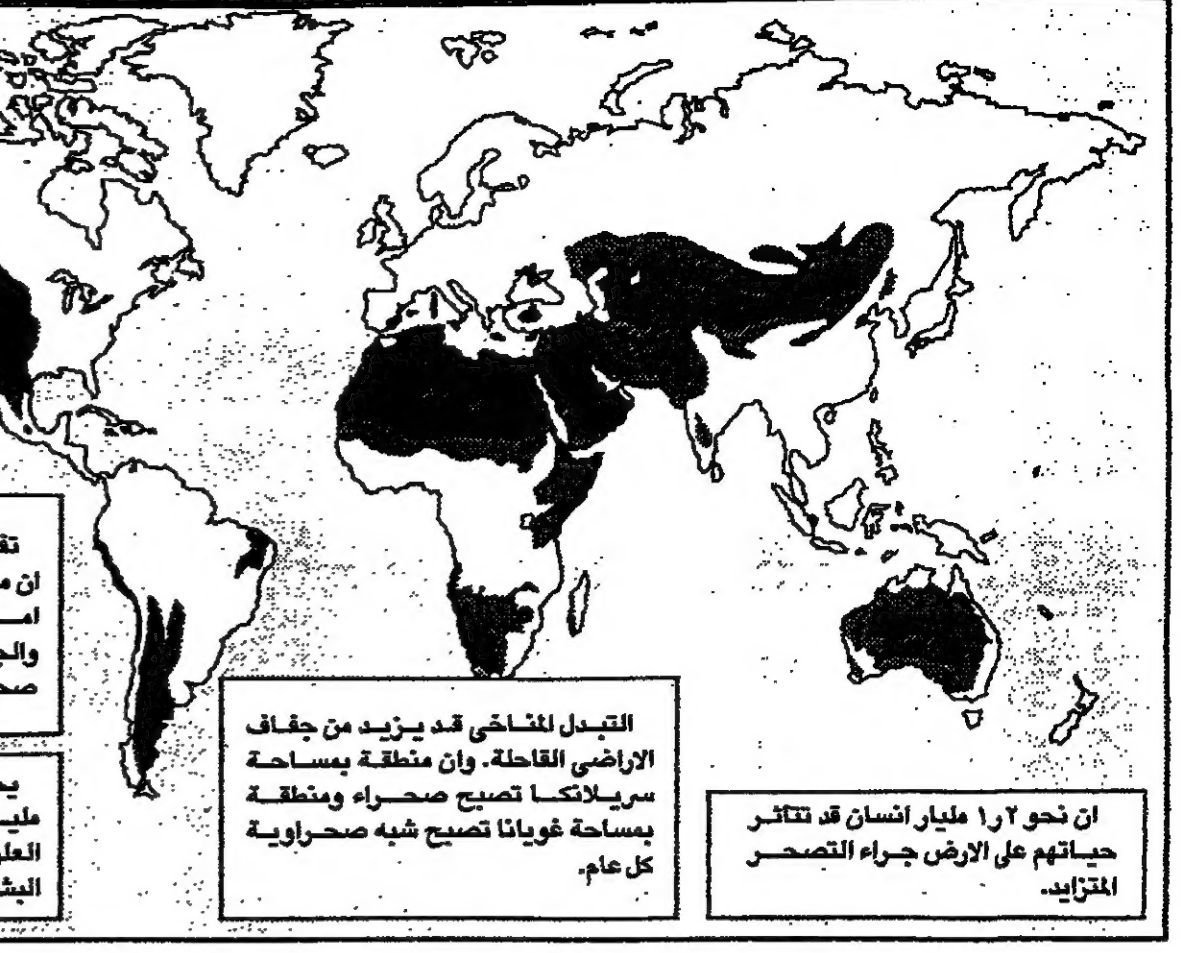 ان نحو ٢ر١ مليار انسان قد تتأثر
حياتهم على الارض جراء التصحر
المتزايد.
التبدل المناخي قد يزيد من جفاف
الاراضي القاحلة. وان منطقة بمساحة
سريلانكا تصبح صحراء ومنطقة
بمساحة غويانا تصبح شبه صحراوية
كل عام.
ان